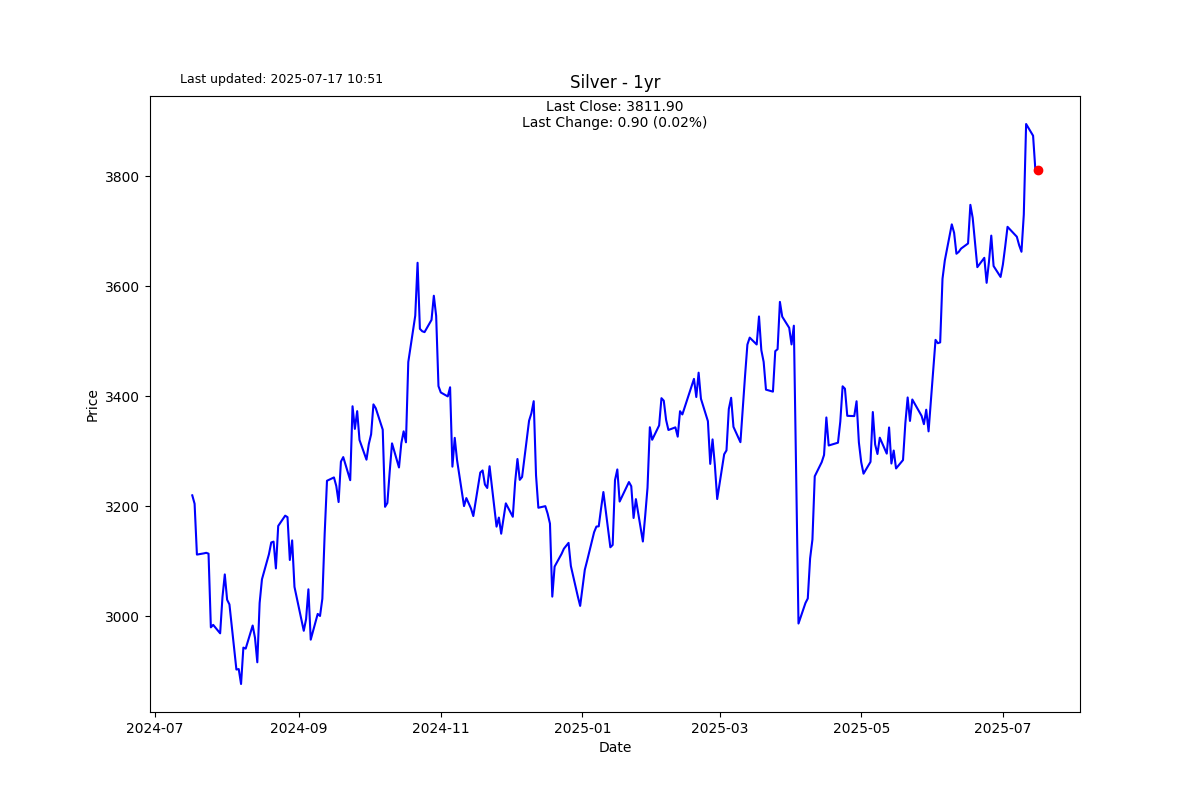 Last updated: 2025-07-17 10:51
Silver - 1yr
Last Close: 3811.90
Last Change: 0.90 (0.02%)
Price
3800
3600
3400
3200
3000
2024-07
2024-09
2024-11
2025-01
2025-03
2025-05
2025-07
Date